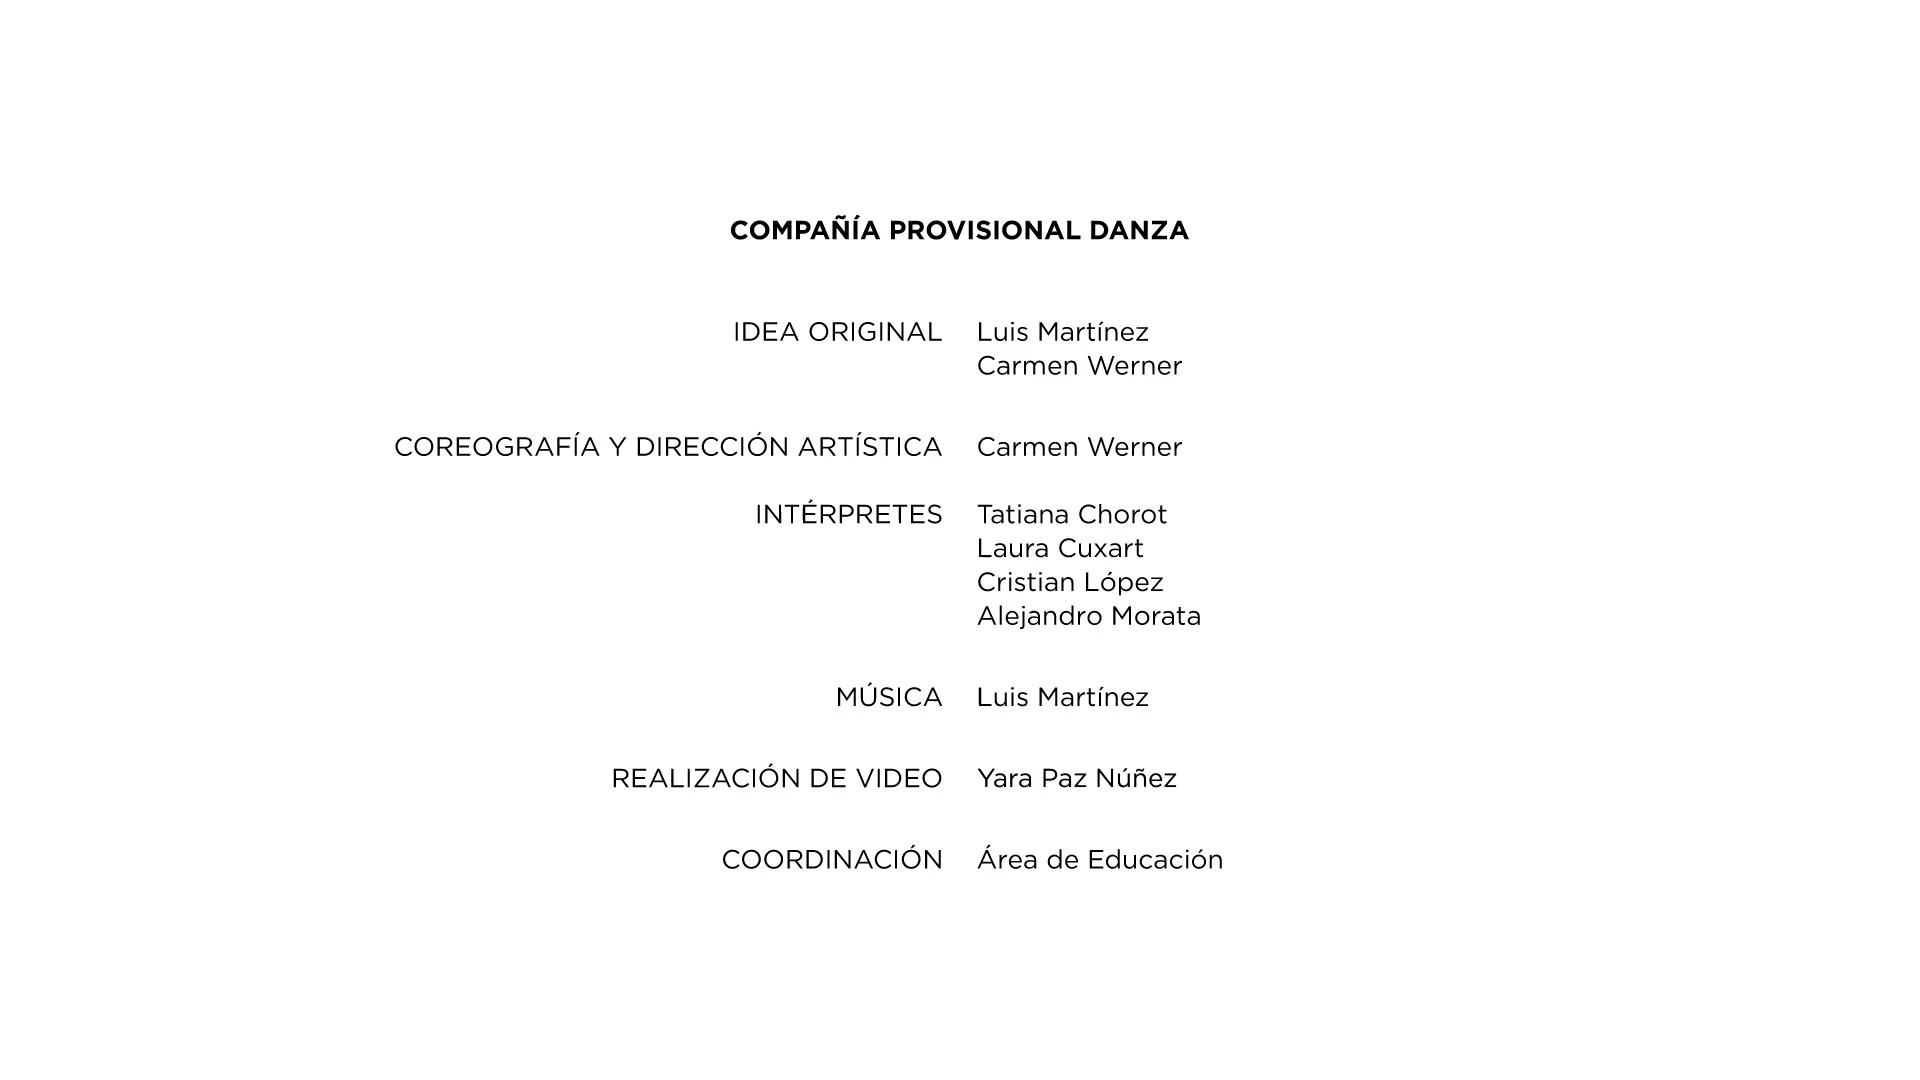 COMPAÑÍA PROVISIONAL DANZA
IDEA ORIGINAL Luis Martínez
Carmen Werner
COREOGRAFÍA Y DIRECCIÓN ARTÍSTICA Carmen Werner
INTÉRPRETES Tatiana Chorot
Laura Cuxart
Cristian López
Alejandro Morata
MÚSICA Luis Martínez
REALIZACIÓN DE VIDEO Yara Paz Núñez
COORDINACIÓN Área de Educación